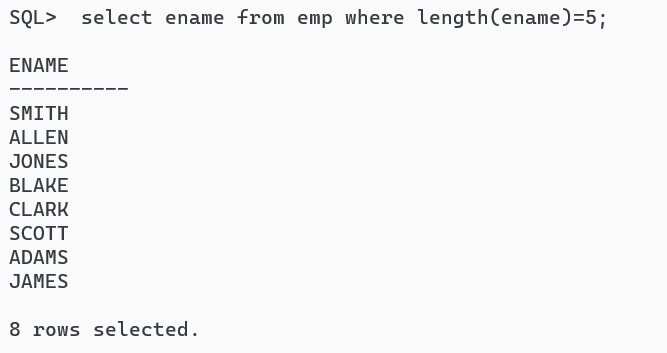 SQL>  select ename from emp where length(ename)=5;
ENAME
----------
SMITH
ALLEN
JONES
BLAKE
CLARK
SCOTT
ADAMS
JAMES
8 rows selected.